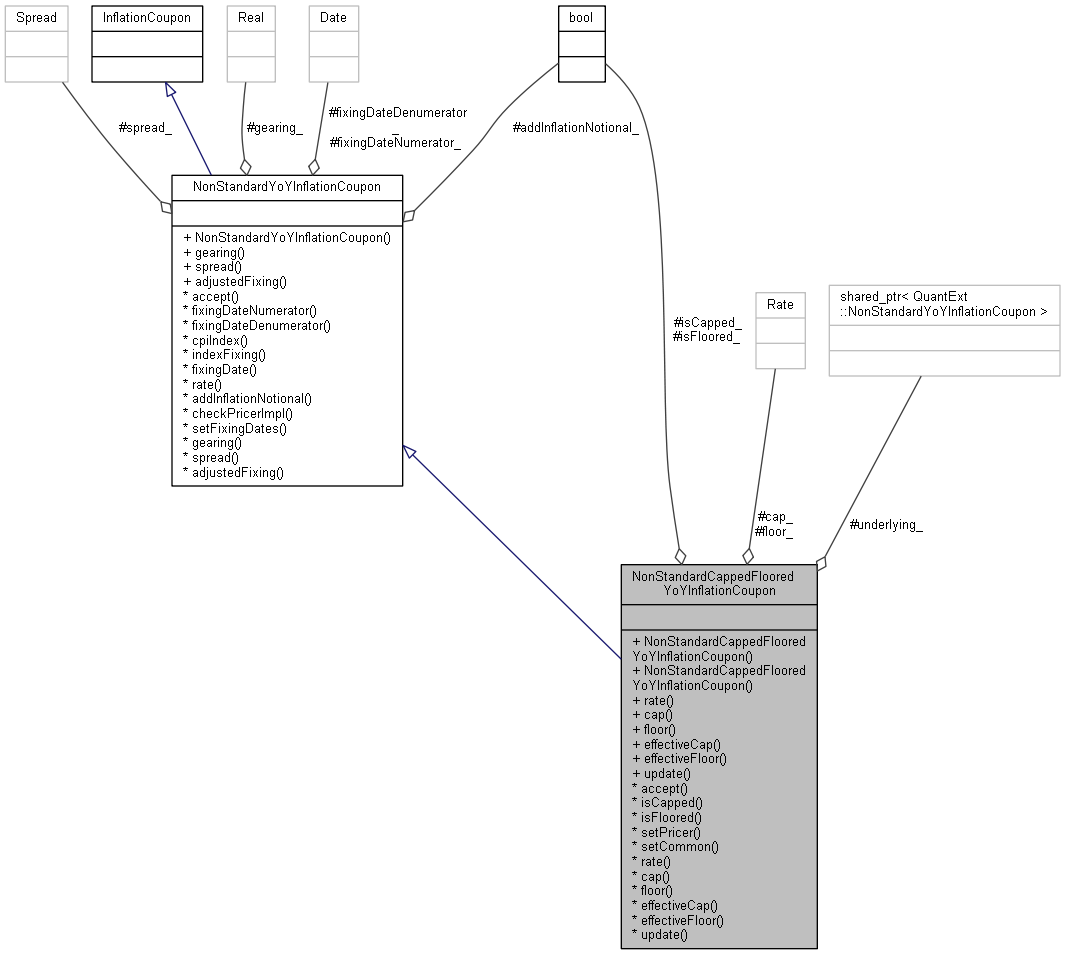 Spread
InflationCoupon
Real
Date
bool
#spread_
#gearing_
#fixingDateDenumerator
_
#fixingDateNumerator_
#addInflationNotional_
NonStandardYoYInflationCoupon
+ NonStandardYoYInflationCoupon()
+ gearing()
+ spread()
+ adjustedFixing()
* accept()
* fixingDateNumerator()
* fixingDateDenumerator()
* cpiIndex()
* indexFixing()
* fixingDate()
* rate()
* addInflationNotional()
* checkPricerImpl()
* setFixingDates()
* gearing()
* spread()
* adjustedFixing()
#isCapped_
#isFloored_
Rate
shared_ptr< QuantExt
::NonStandardYoYInflationCoupon >
#cap_
#floor_
#underlying_
NonStandardCappedFloored
YoYInflationCoupon
+ NonStandardCappedFloored
YoYInflationCoupon()
+ NonStandardCappedFloored
YoYInflationCoupon()
+ rate()
+ cap()
+ floor()
+ effectiveCap()
+ effectiveFloor()
+ update()
* accept()
* isCapped()
* isFloored()
* setPricer()
* setCommon()
* rate()
* cap()
* floor()
* effectiveCap()
* effectiveFloor()
* update()